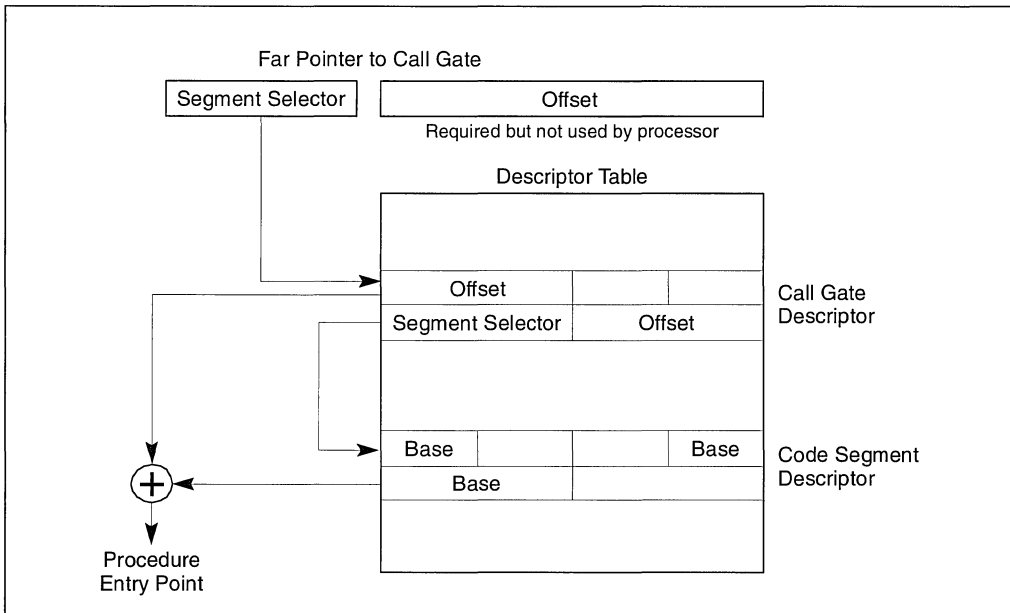 Far Pointer to Call Gate
Segment Selector
Offset
Required but not used by processor
Descriptor Table
Offset
Call Gate
Descriptor
Segment Selector
Offset
Base
Base
Code Segment
Descriptor
Base
+
Procedure
Entry Point